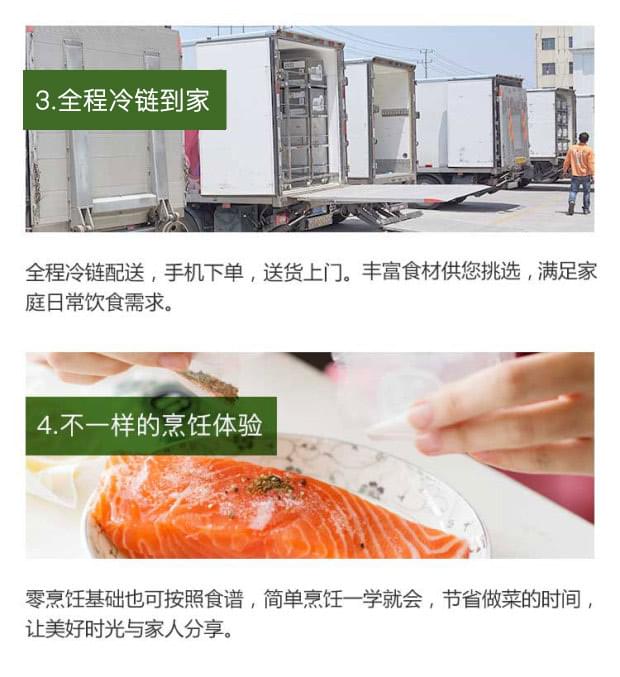 3.全程冷链到家
全程冷链配送，手机下单，送货上门。丰富食材供您挑选，满足家
庭日常饮食需求。
4.不一样的烹饪体验
零烹饪基础也可按照食谱，简单烹饪一学就会，节省做菜的时间，
让美好时光与家人分享。